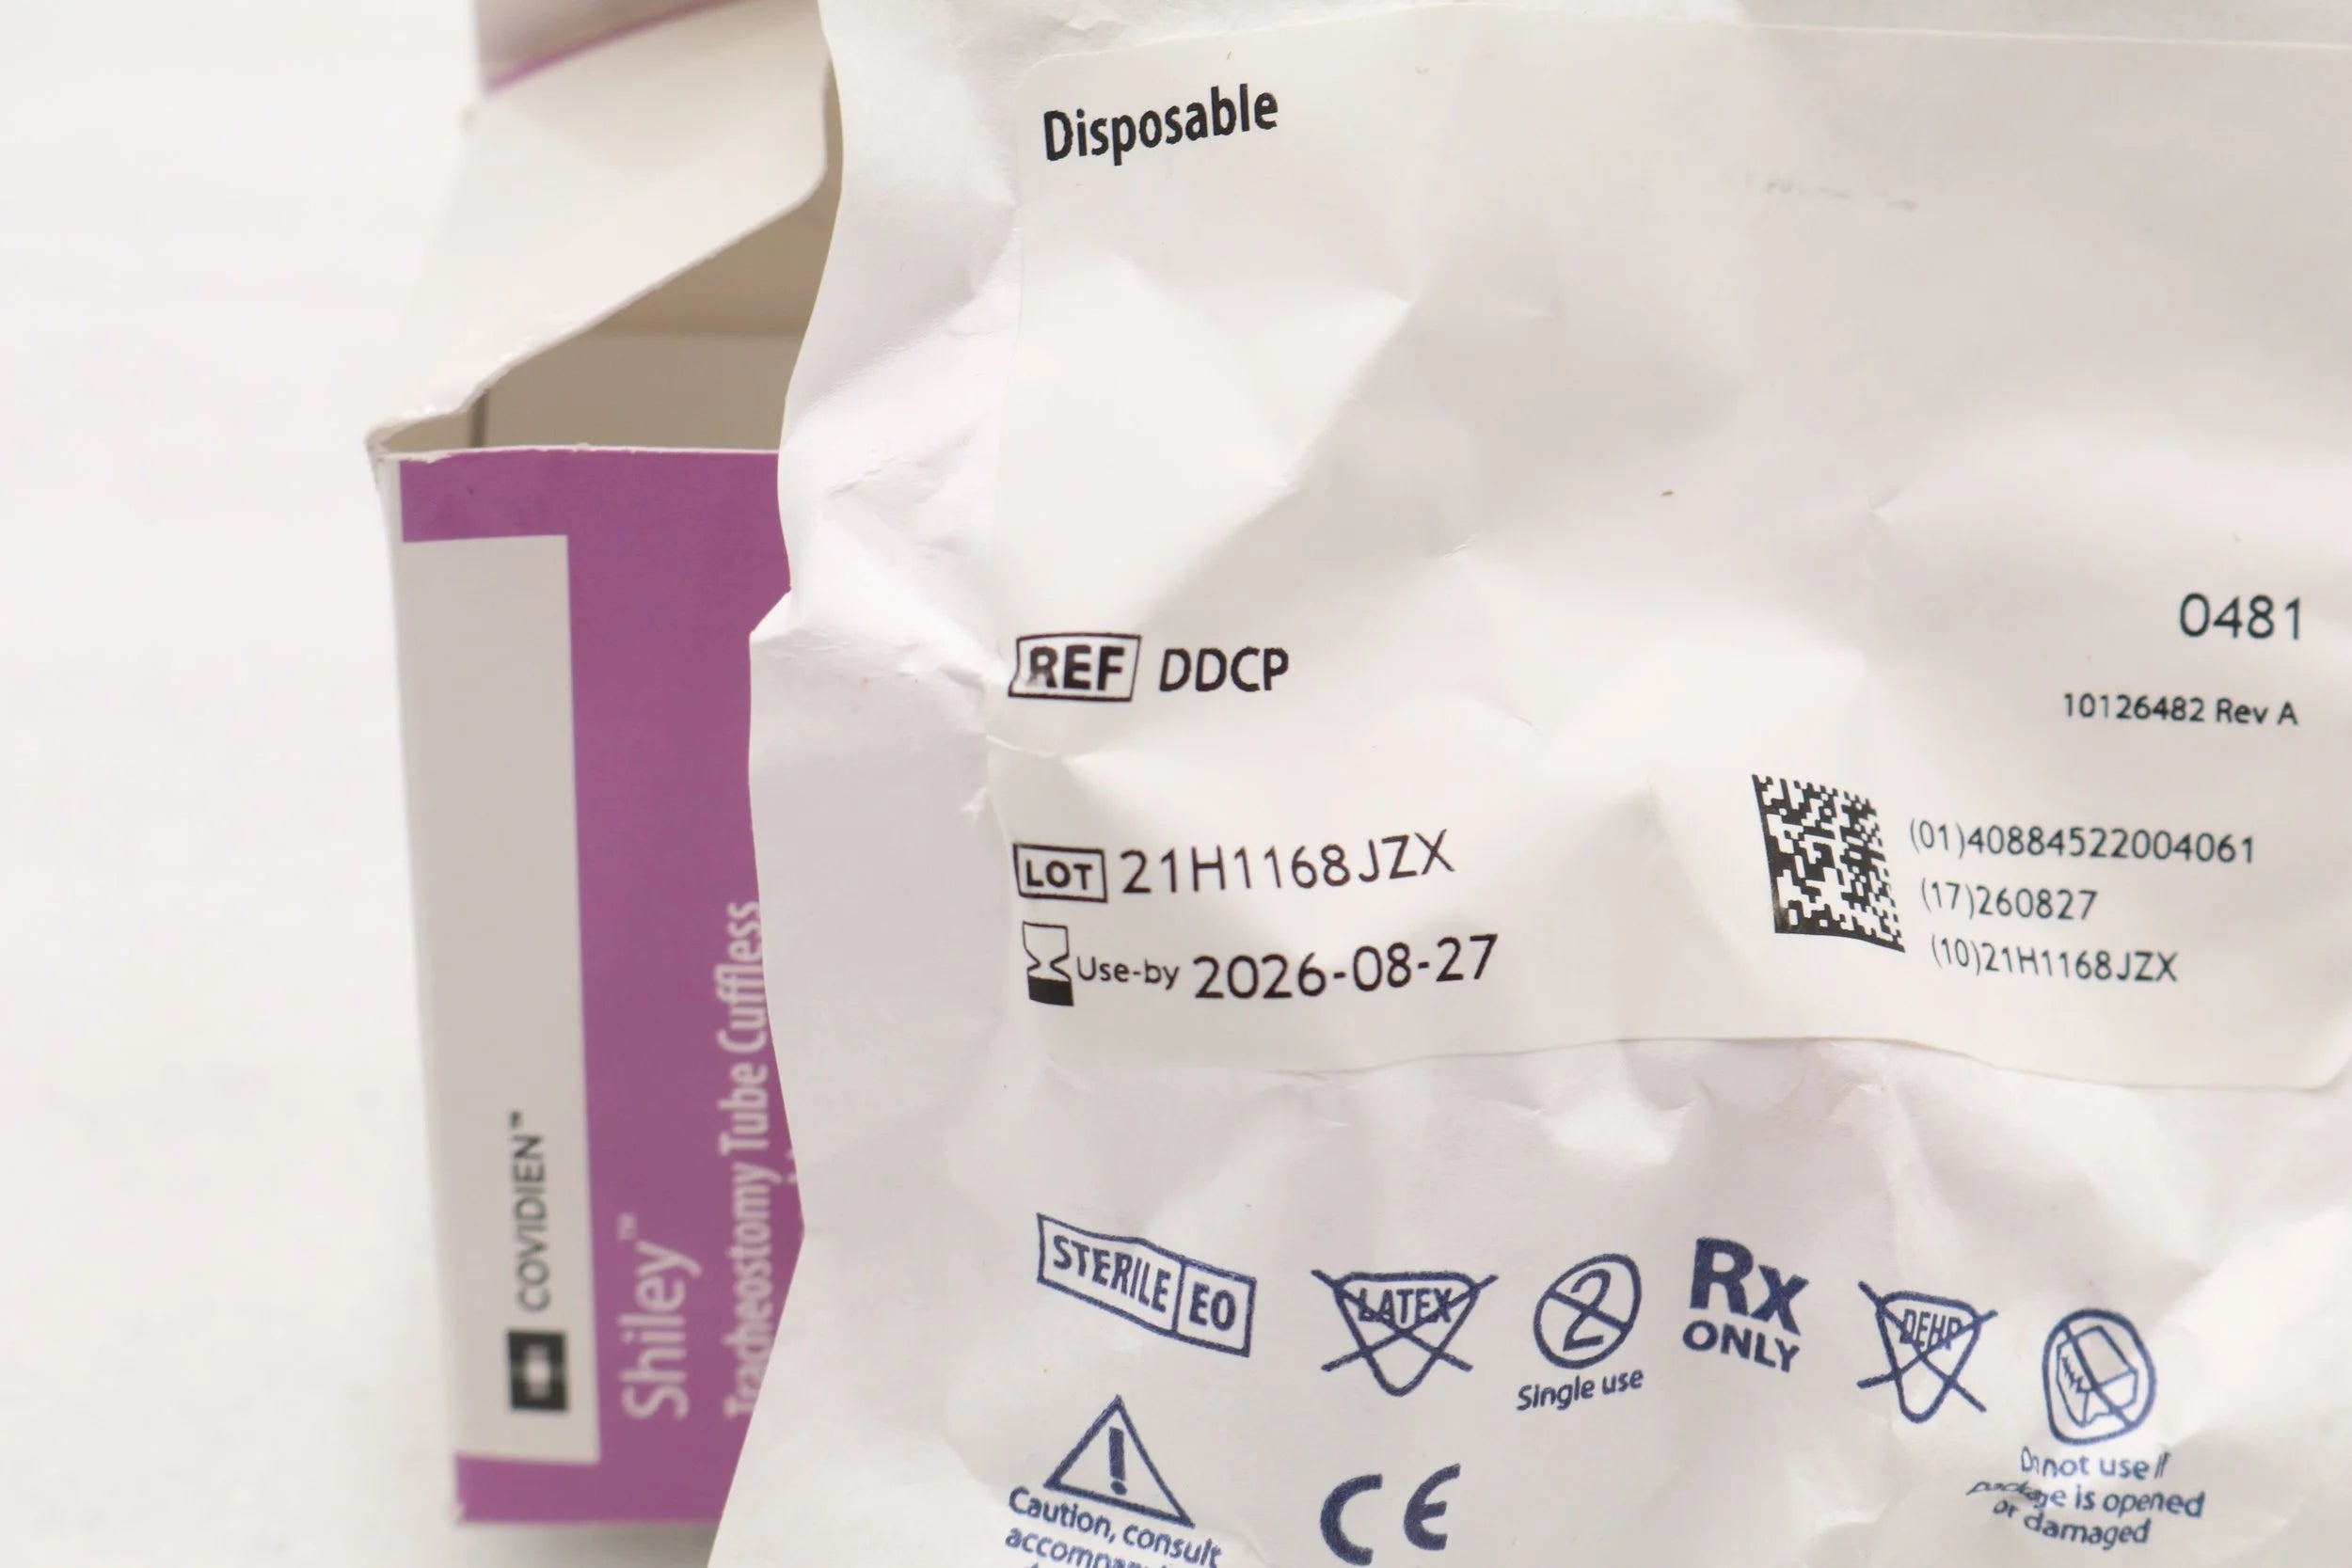 Disposable
REF DDCP
0481
10126482 Rev A
LOT 21H1168JZX
Use-by 2026-08-27
(01)40884522004061
(17)260827
(10)21H1168JZX
STERILE EO
LATEX
2
Single use
Rx
ONLY
DEHP
Do not use if
package is opened
or damaged
!
Caution, consult
CE
COVIDIEN™
Shiley™
Tracheostomy Tube Cuffless